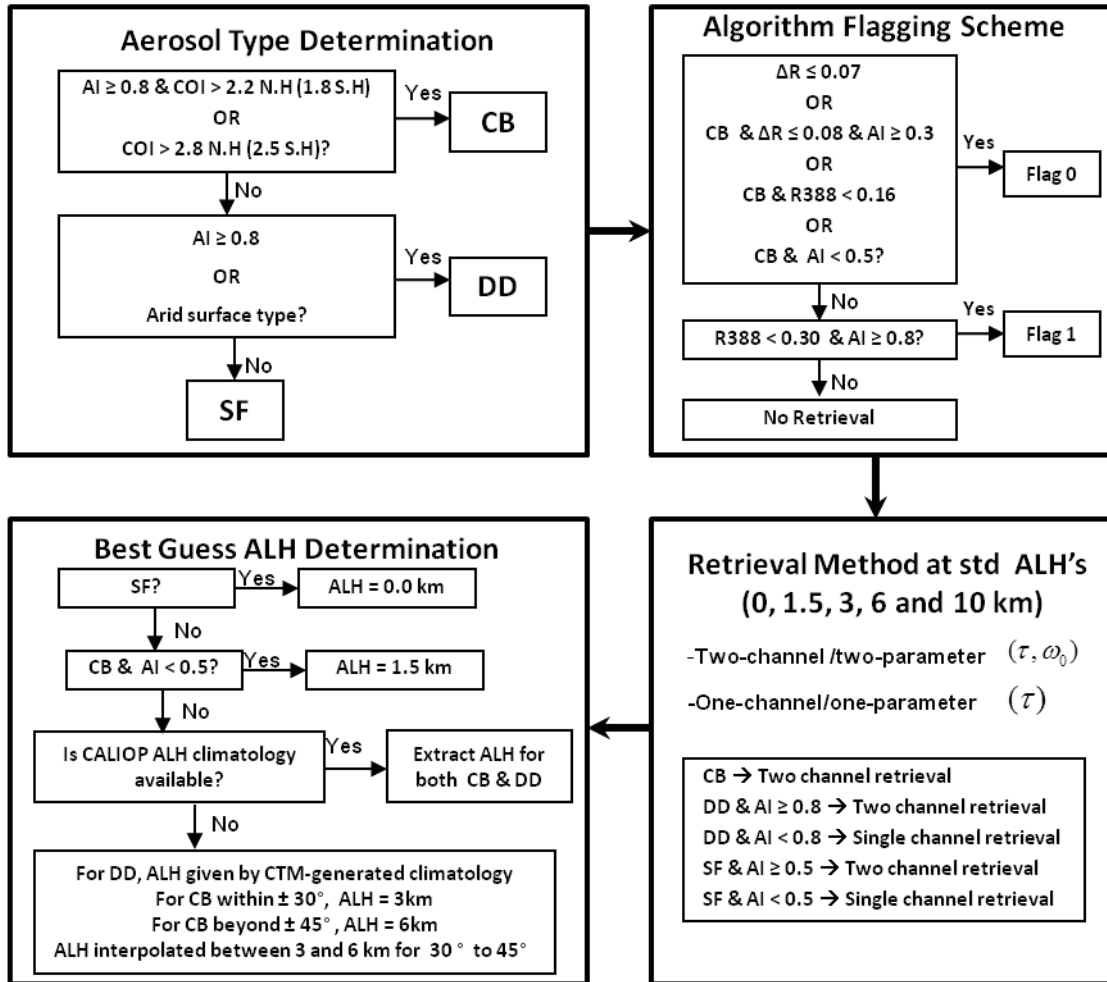 Aerosol Type Determination
AI ≥ 0.8 & COI > 2.2 N.H (1.8 S.H)
OR
COI > 2.8 N.H (2.5 S.H)?
Yes
CB
No
AI ≥ 0.8
OR
Arid surface type?
Yes
DD
No
SF
Algorithm Flagging Scheme
ΔR ≤ 0.07
OR
CB & ΔR ≤ 0.08 & AI ≥ 0.3
OR
CB & R388 < 0.16
OR
CB & AI < 0.5?
Yes
Flag 0
No
R388 < 0.30 & AI ≥ 0.8?
Yes
Flag 1
No
No Retrieval
Retrieval Method at std ALH's
(0, 1.5, 3, 6 and 10 km)
-Two-channel /two-parameter (τ, ω₀)
-One-channel/one-parameter (τ)
CB → Two channel retrieval
DD & AI ≥ 0.8 → Two channel retrieval
DD & AI < 0.8 → Single channel retrieval
SF & AI ≥ 0.5 → Two channel retrieval
SF & AI < 0.5 → Single channel retrieval
Best Guess ALH Determination
SF?
Yes
ALH = 0.0 km
No
CB & AI < 0.5?
Yes
ALH = 1.5 km
No
Is CALIOP ALH climatology
available?
Yes
Extract ALH for
both CB & DD
No
For DD, ALH given by CTM-generated climatology
For CB within ± 30°, ALH = 3km
For CB beyond ± 45°, ALH = 6km
ALH interpolated between 3 and 6 km for 30 ° to 45°